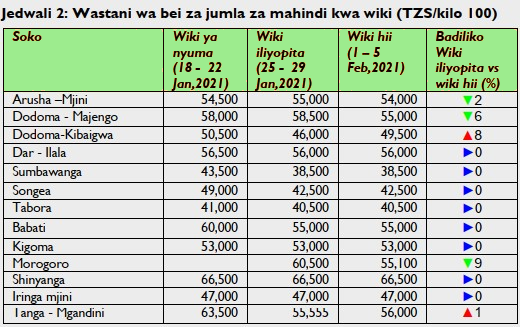 Jedwali 2: Wastani wa bei za jumla za mahindi kwa wiki (TZS/kilo 100)
Soko Wiki ya nyuma (18 - 22 Jan,2021) Wiki iliyopita (25 - 29 Jan,2021) Wiki hii (1 – 5 Feb,2021) Badiliko Wiki iliyopita vs wiki hii (%)
Arusha –Mjini 54,500 55,000 54,000 ▼2
Dodoma - Majengo 58,000 58,500 55,000 ▼6
Dodoma-Kibaigwa 50,500 46,000 49,500 ▲8
Dar - Ilala 56,500 56,000 56,000 ►0
Sumbawanga 43,500 38,500 38,500 ►0
Songea 49,000 42,500 42,500 ►0
Tabora 41,000 40,500 40,500 ►0
Babati 60,000 55,000 55,000 ►0
Kigoma 53,000 53,000 53,000 ►0
Morogoro 60,500 55,100 ▼9
Shinyanga 66,500 66,500 66,500 ►0
Iringa mjini 47,000 47,000 47,000 ►0
Tanga - Mgandini 63,500 55,555 56,000 ▲1